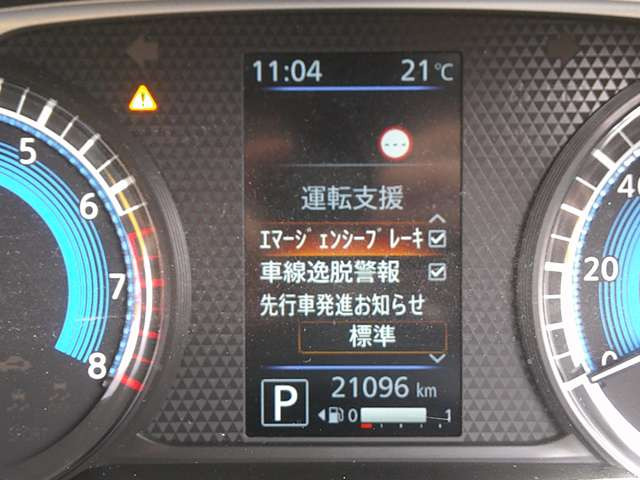 11:04 21℃
運転支援
エマージェンシーブレーキ
車線逸脱警報
先行車発進お知らせ
標準
P 21096 km
0 1
5
6
7
8
40
20
0